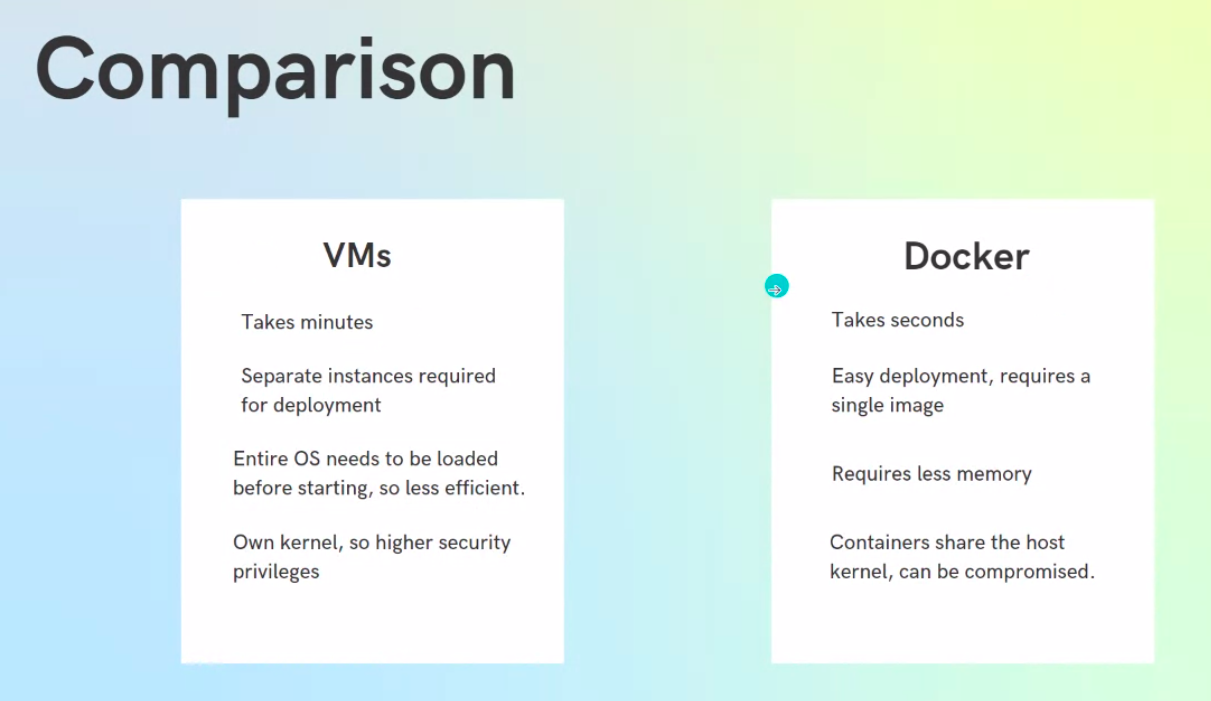 Comparison
VMs
Takes minutes
Separate instances required
for deployment
Entire OS needs to be loaded
before starting, so less efficient.
Own kernel, so higher security
privileges
Docker
Takes seconds
Easy deployment, requires a
single image
Requires less memory
Containers share the host
kernel, can be compromised.